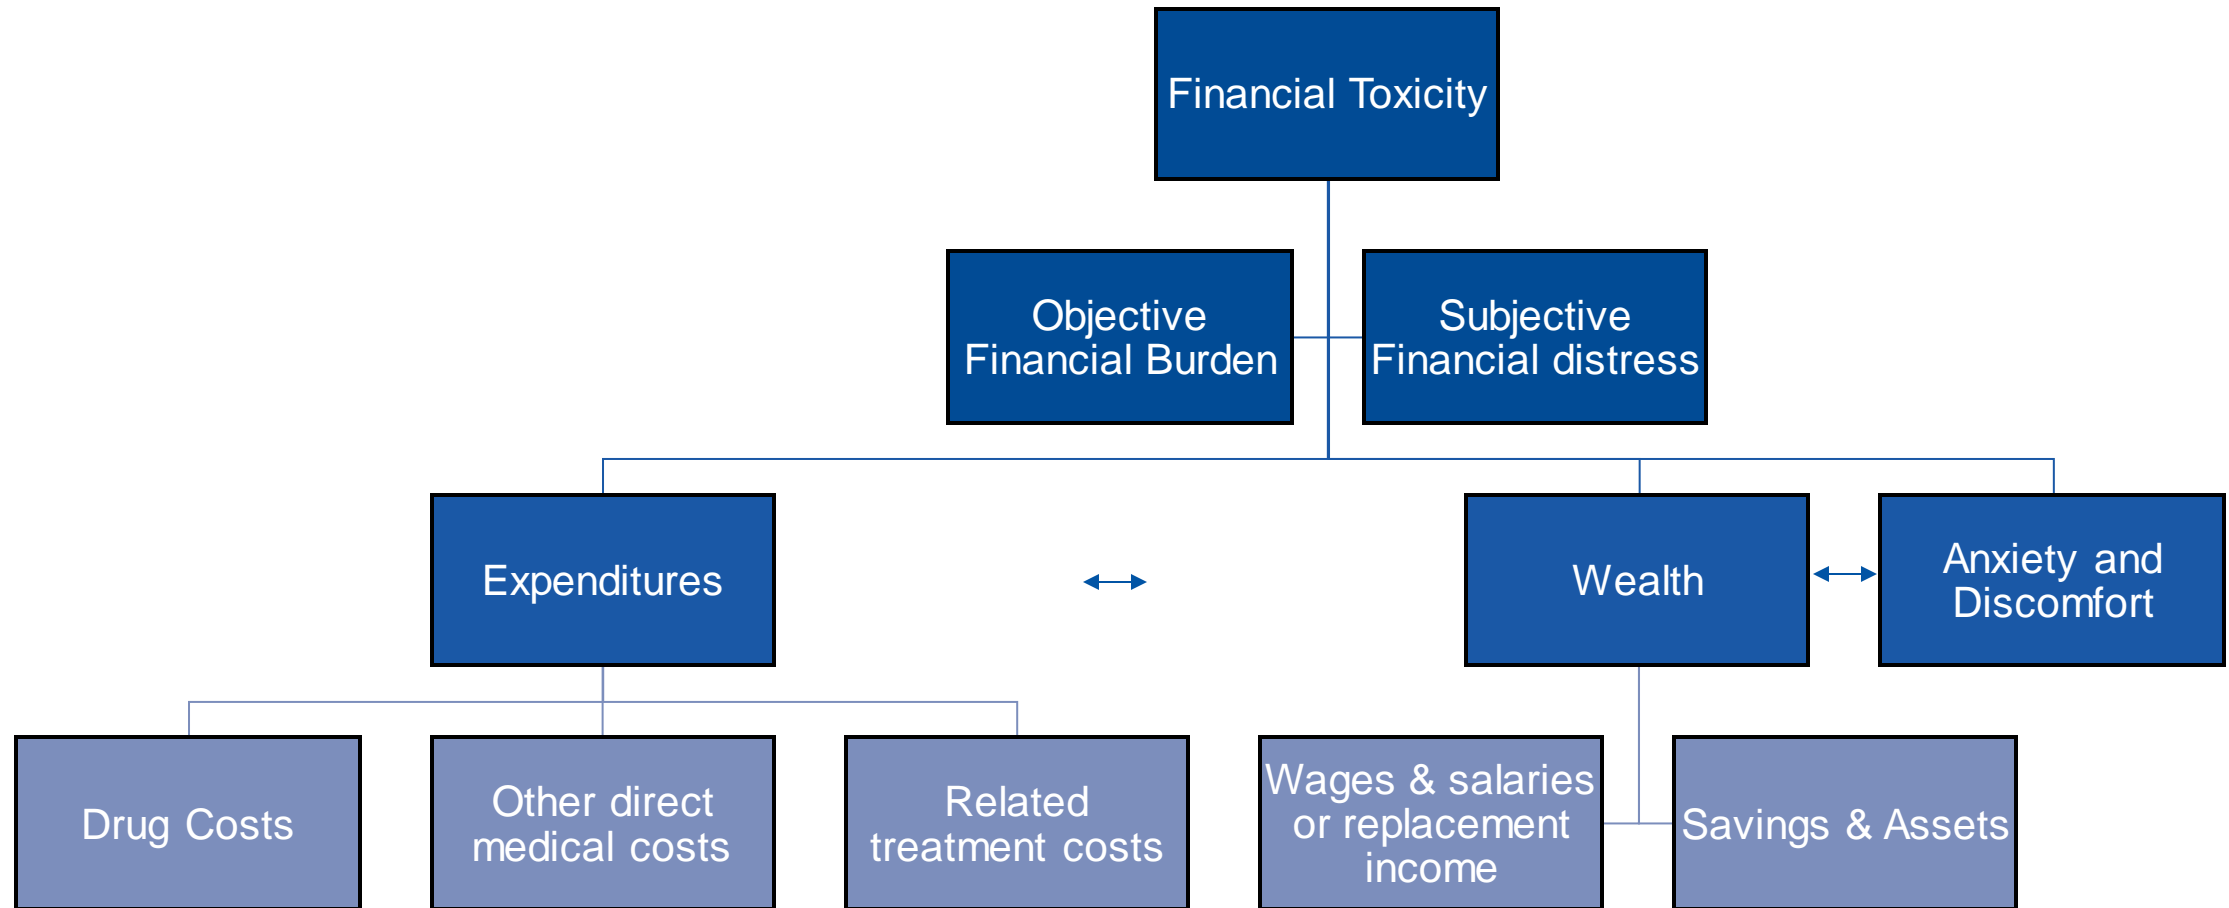 Financial Toxicity
Objective
Financial Burden
Subjective
Financial distress
Expenditures
Wealth
Anxiety and
Discomfort
Drug Costs
Other direct
medical costs
Related
treatment costs
Wages & salaries
or replacement
income
Savings & Assets